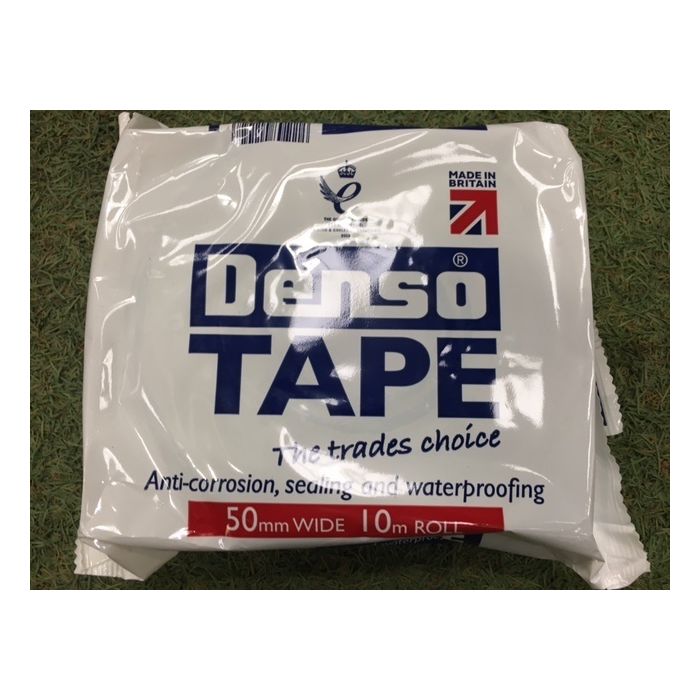 MADE IN
BRITAIN
Denso®
TAPE
The trades choice
Anti-corrosion, sealing and waterproofing
50mm WIDE 10m ROLL